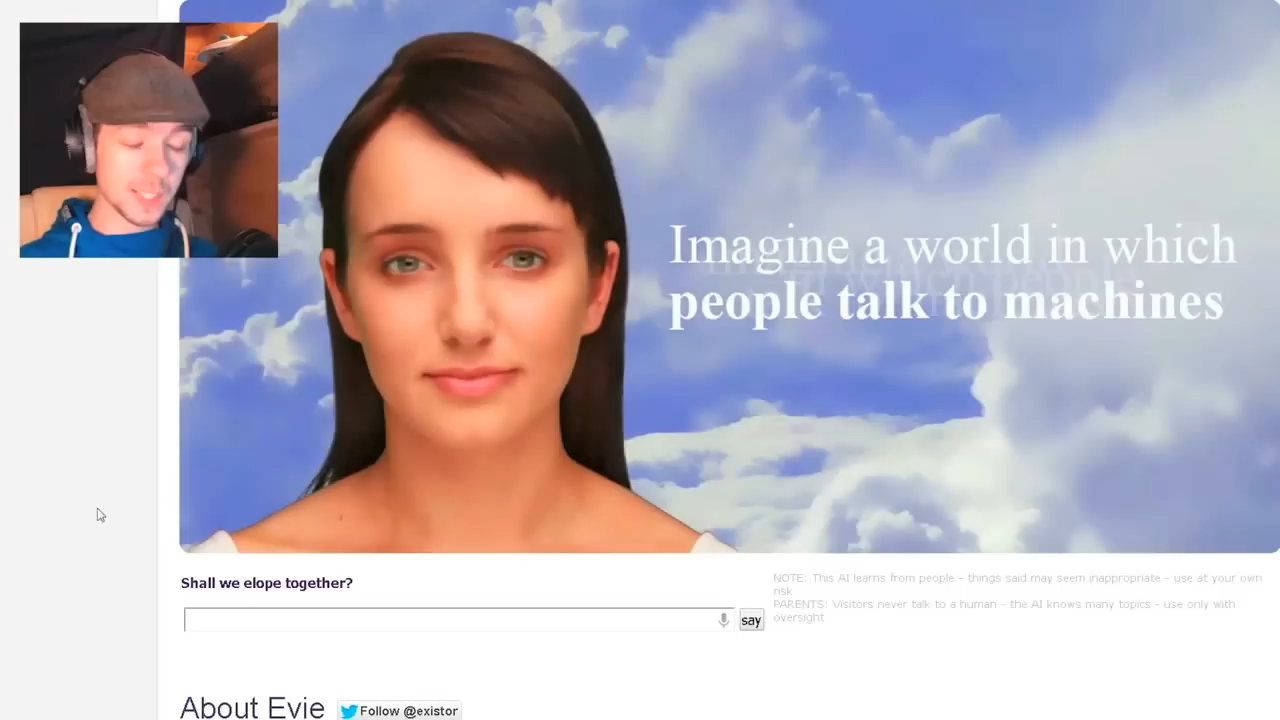 Imagine a world in which
people talk to machines
Shall we elope together?
NOTE: This AI learns from people - things said may seem inappropriate - use at your own
risk
PARENTS: Visitors never talk to a human - the AI knows many topics - use only with
oversight
say
About Evie
Follow @existor